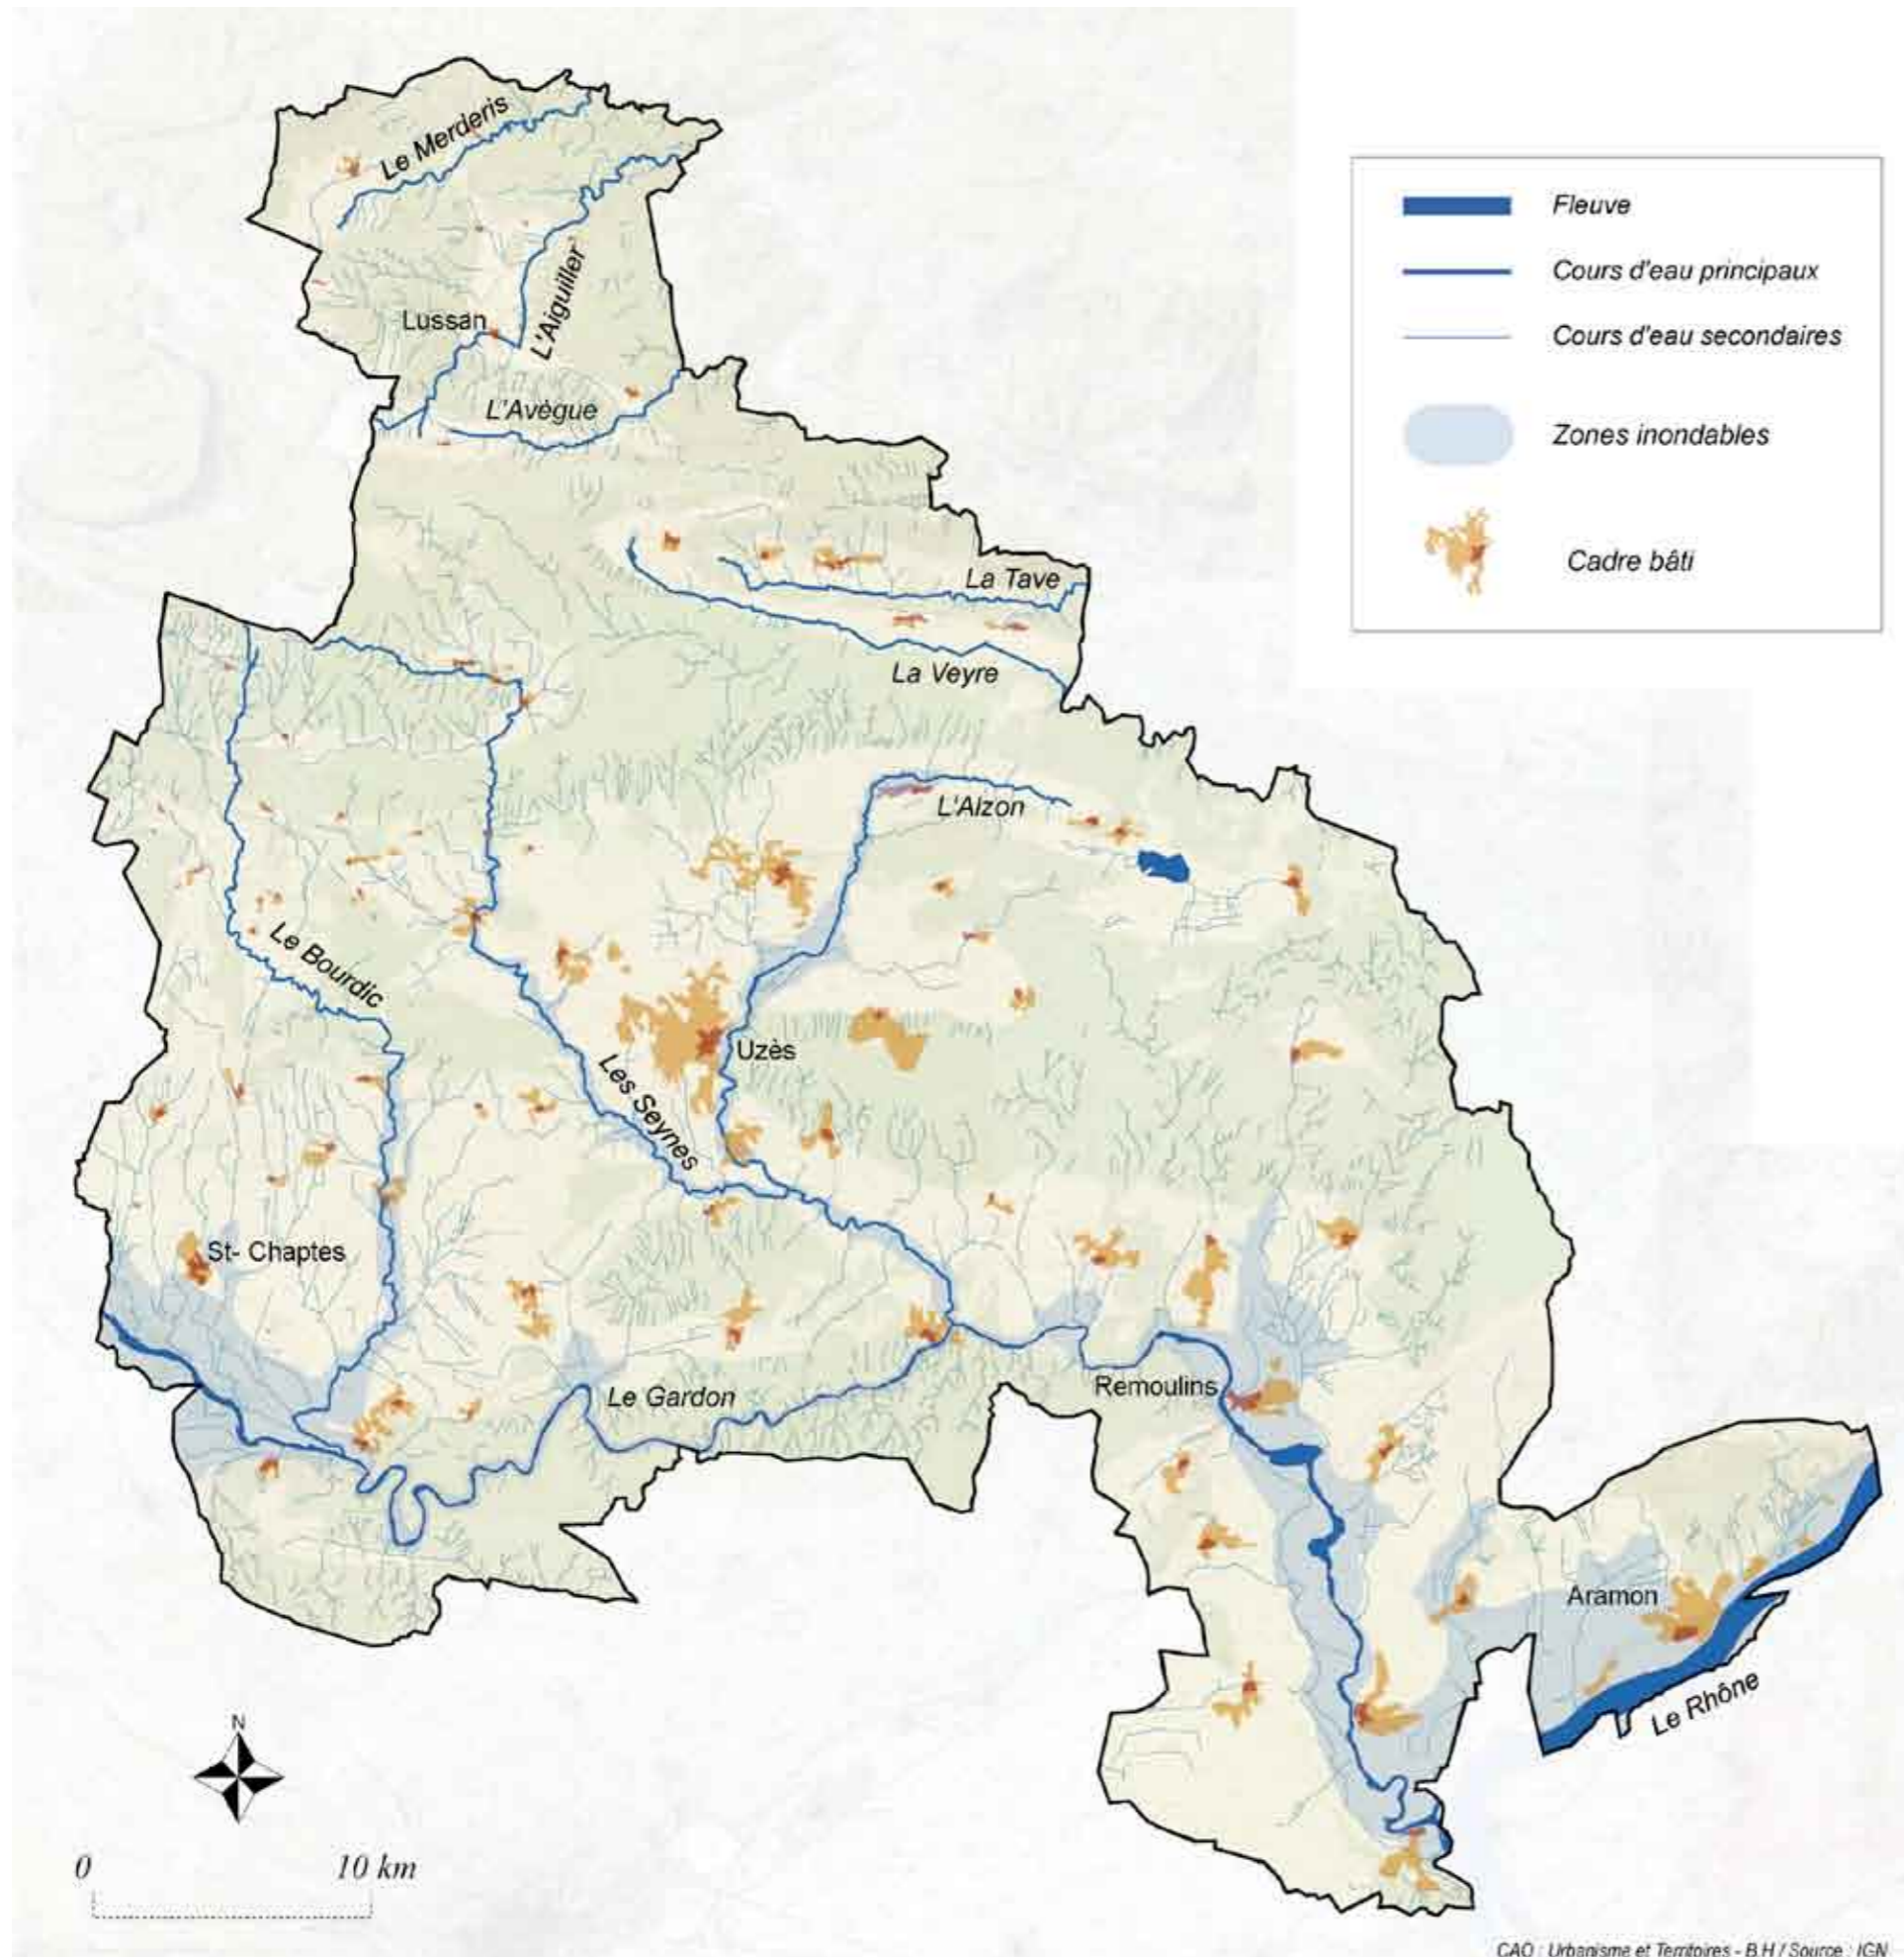 Le Merderis
L'Aiguiller
Lussan
L'Avègue
La Tave
La Veyre
L'Alzon
Le Bourdic
Uzès
Les Seynes
St- Chaptes
Le Gardon
Remoulins
Aramon
Le Rhône
Fleuve
Cours d'eau principaux
Cours d'eau secondaires
Zones inondables
Cadre bâti
N
0 10 km
CAO : Urbanisme et Territoires - B.H / Source : IGN